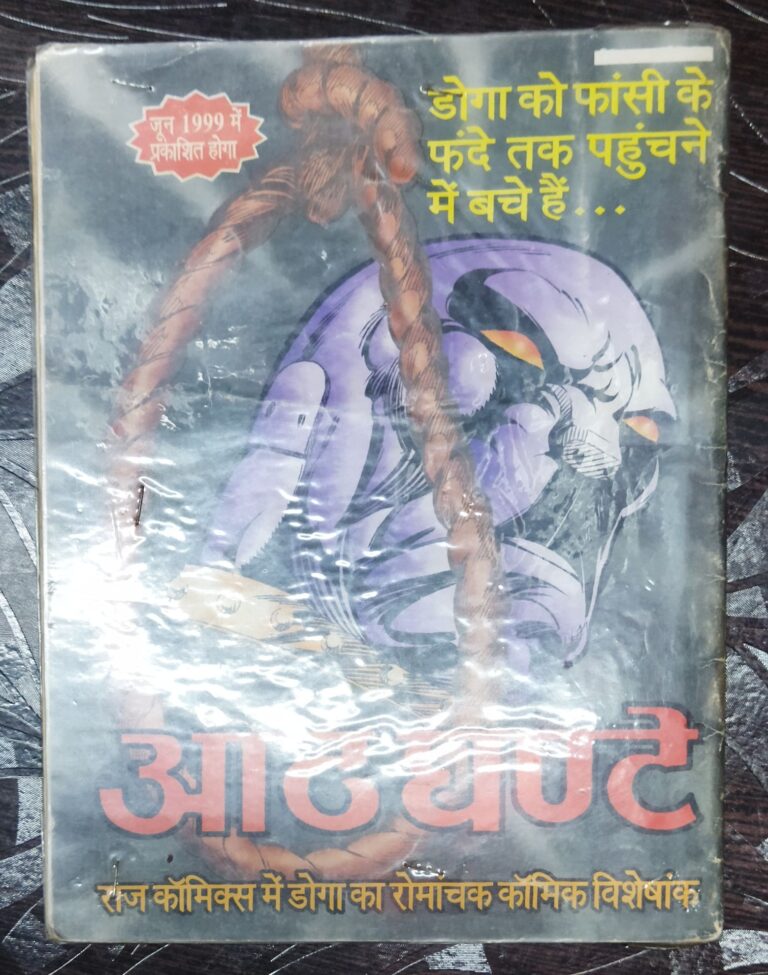 जून 1999 में
प्रकाशित होगा
डोगा को फांसी के
फंदे तक पहुंचने
में बचे हैं...
आठ घण्टे
राज कॉमिक्स में डोगा का रोमांचक कॉमिक विशेषांक